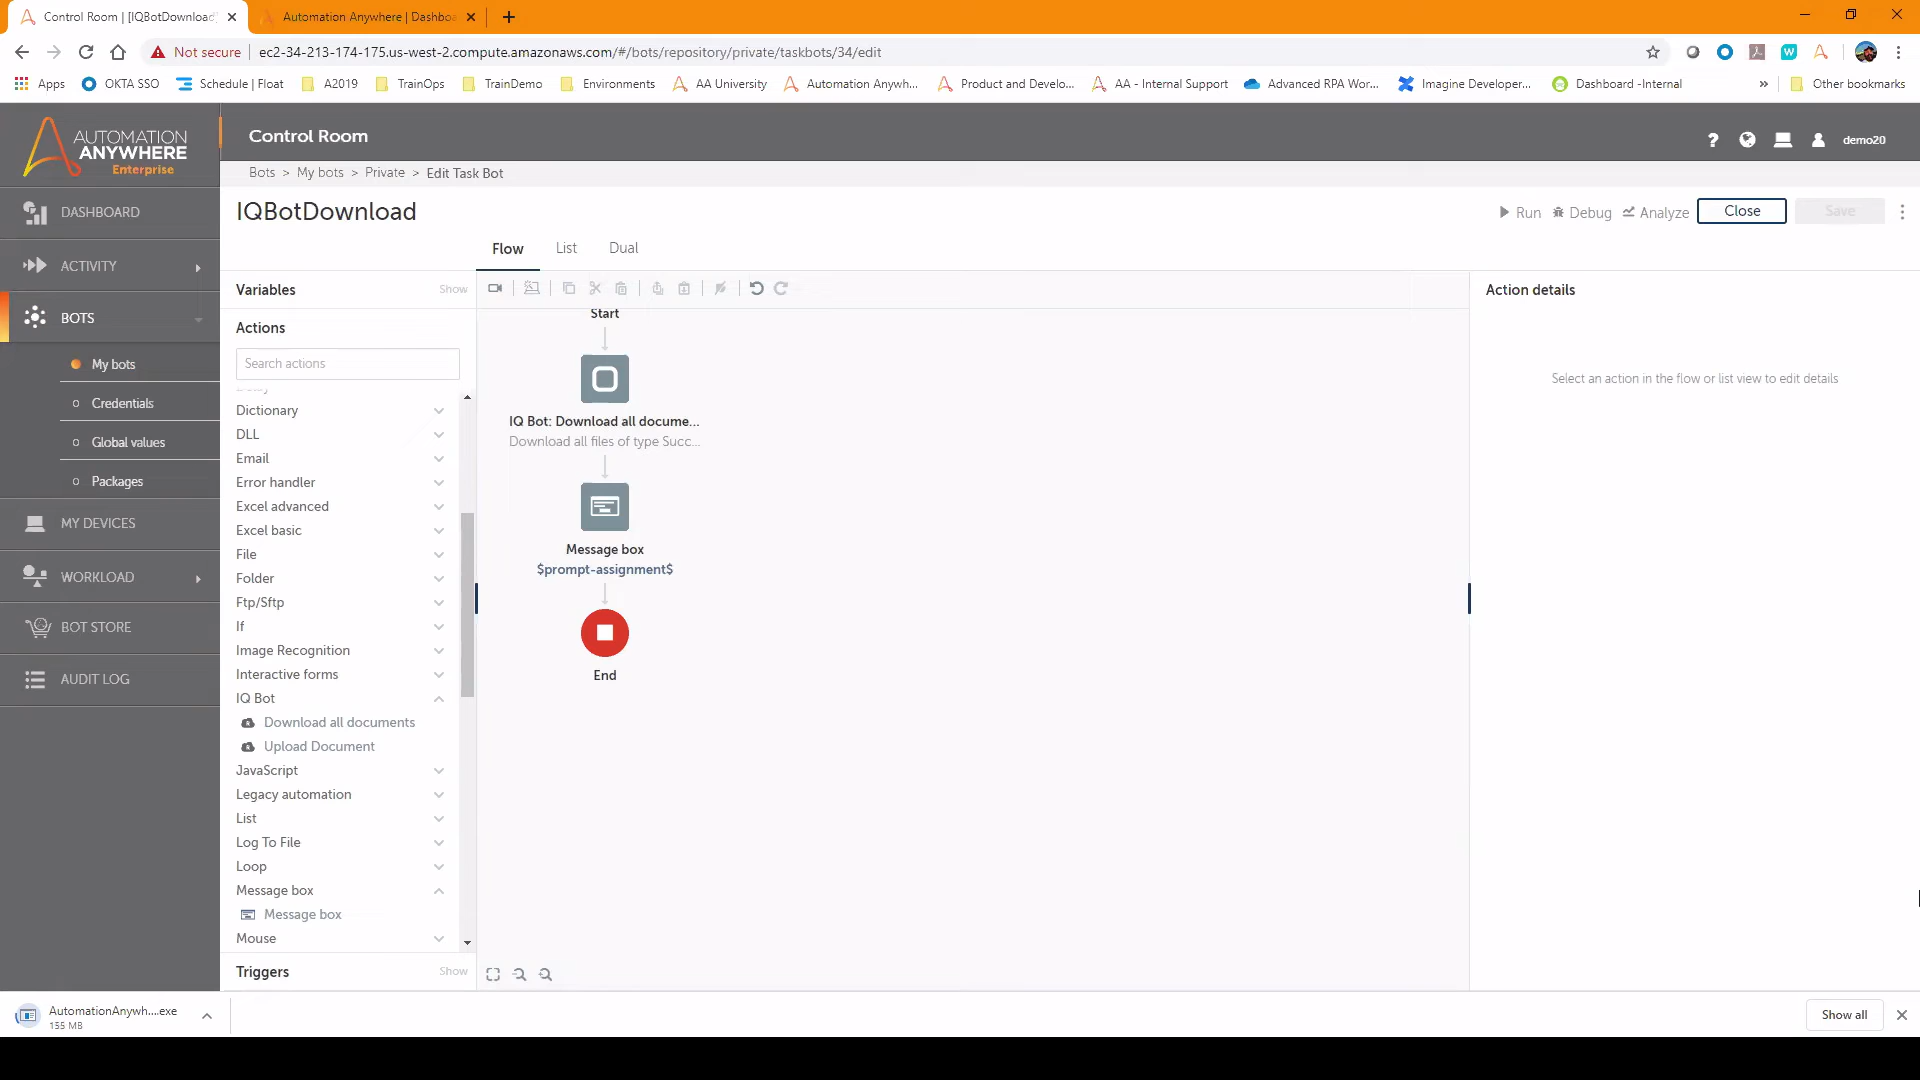 Control Room | [IQBotDownload]
Automation Anywhere | Dashboa
Not secure
ec2-34-213-174-175.us-west-2.compute.amazonaws.com/#/bots/repository/private/taskbots/34/edit
Apps
OKTA SSO
Schedule | Float
A2019
TrainOps
TrainDemo
Environments
AA University
Automation Anywh...
Product and Develo...
AA - Internal Support
Advanced RPA Wor...
Imagine Developer...
Dashboard -Internal
»
Other bookmarks
AUTOMATION
ANYWHERE
Enterprise
Control Room
demo20
Bots > My bots > Private > Edit Task Bot
IQBotDownload
Run
Debug
Analyze
Close
Save
DASHBOARD
ACTIVITY
BOTS
My bots
Credentials
Global values
Packages
MY DEVICES
WORKLOAD
BOT STORE
AUDIT LOG
Flow
List
Dual
Variables
Show
Actions
Search actions
Dictionary
DLL
Email
Error handler
Excel advanced
Excel basic
File
Folder
Ftp/Sftp
If
Image Recognition
Interactive forms
IQ Bot
Download all documents
Upload Document
JavaScript
Legacy automation
List
Log To File
Loop
Message box
Message box
Mouse
Triggers
Show
Start
IQ Bot: Download all docume...
Download all files of type Succ...
Message box
$prompt-assignment$
End
Action details
Select an action in the flow or list view to edit details
AutomationAnywh....exe
155 MB
Show all